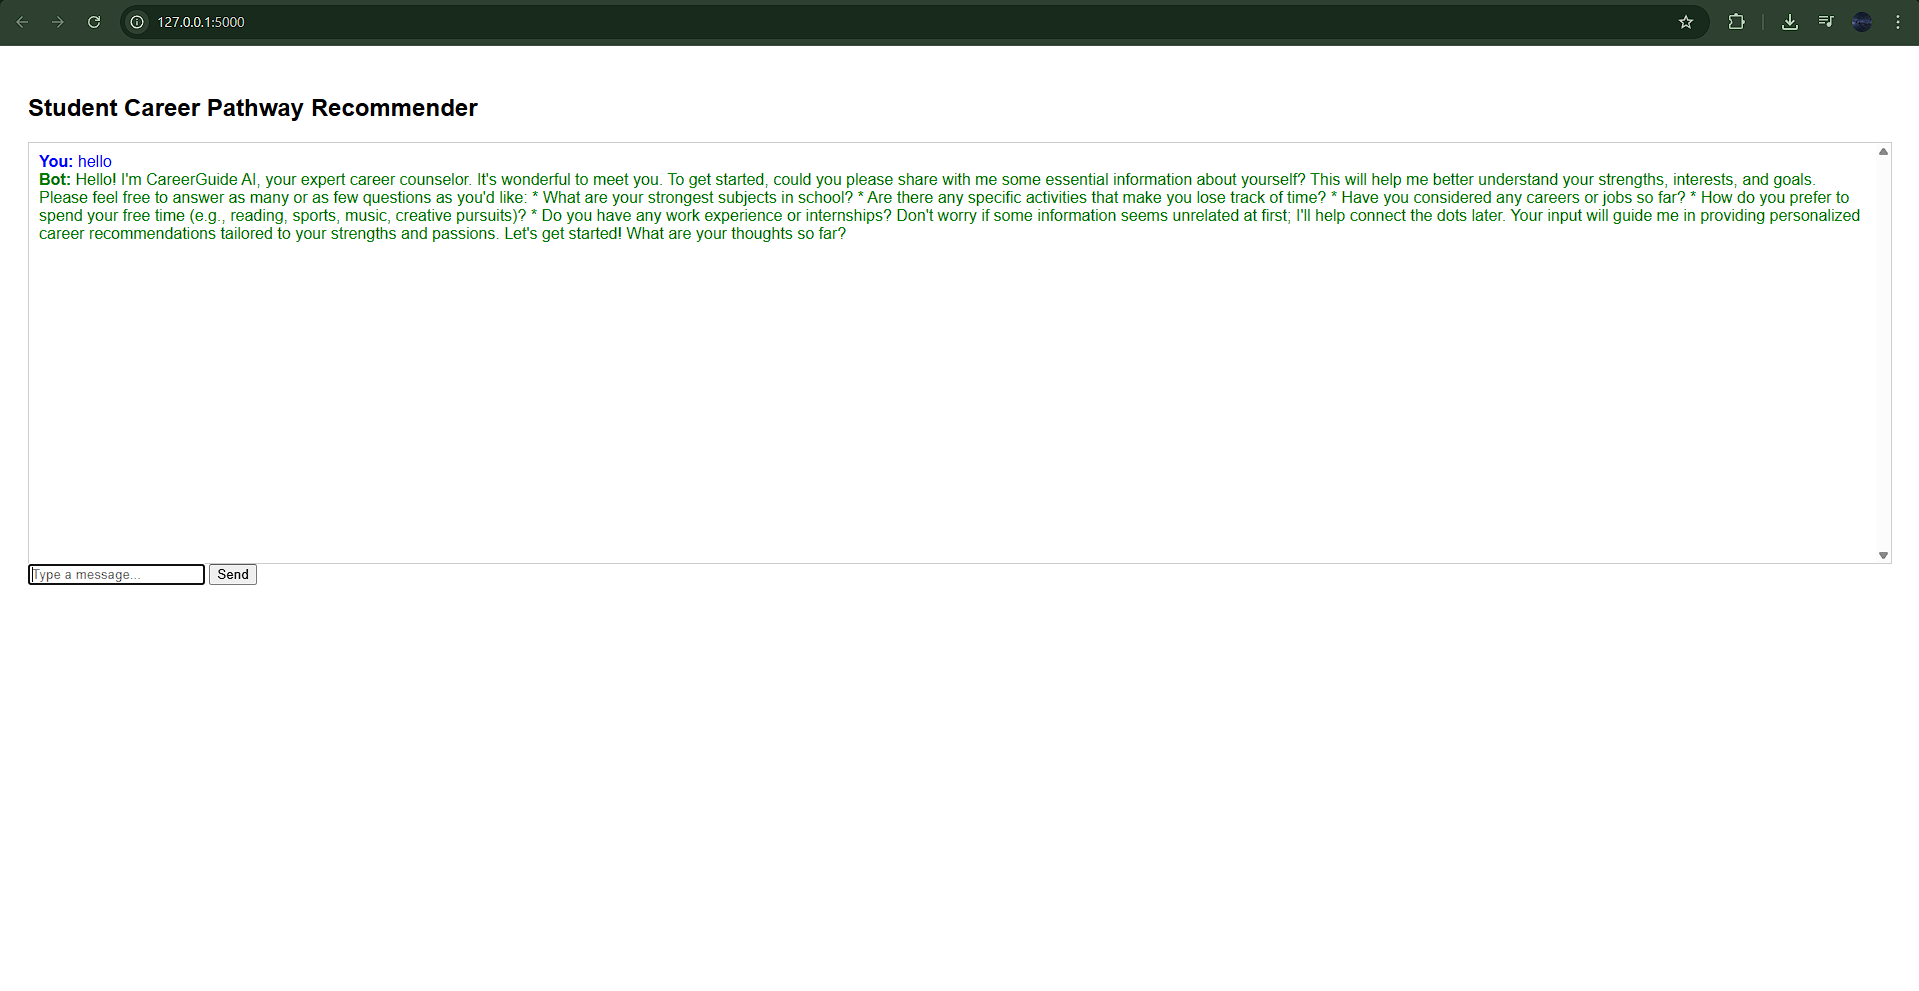 127.0.0.1:5000
Student Career Pathway Recommender
You: hello
Bot: Hello! I'm CareerGuide AI, your expert career counselor. It's wonderful to meet you. To get started, could you please share with me some essential information about yourself? This will help me better understand your strengths, interests, and goals.
Please feel free to answer as many or as few questions as you'd like: * What are your strongest subjects in school? * Are there any specific activities that make you lose track of time? * Have you considered any careers or jobs so far? * How do you prefer to
spend your free time (e.g., reading, sports, music, creative pursuits)? * Do you have any work experience or internships? Don't worry if some information seems unrelated at first; I'll help connect the dots later. Your input will guide me in providing personalized
career recommendations tailored to your strengths and passions. Let's get started! What are your thoughts so far?
Type a message... Send